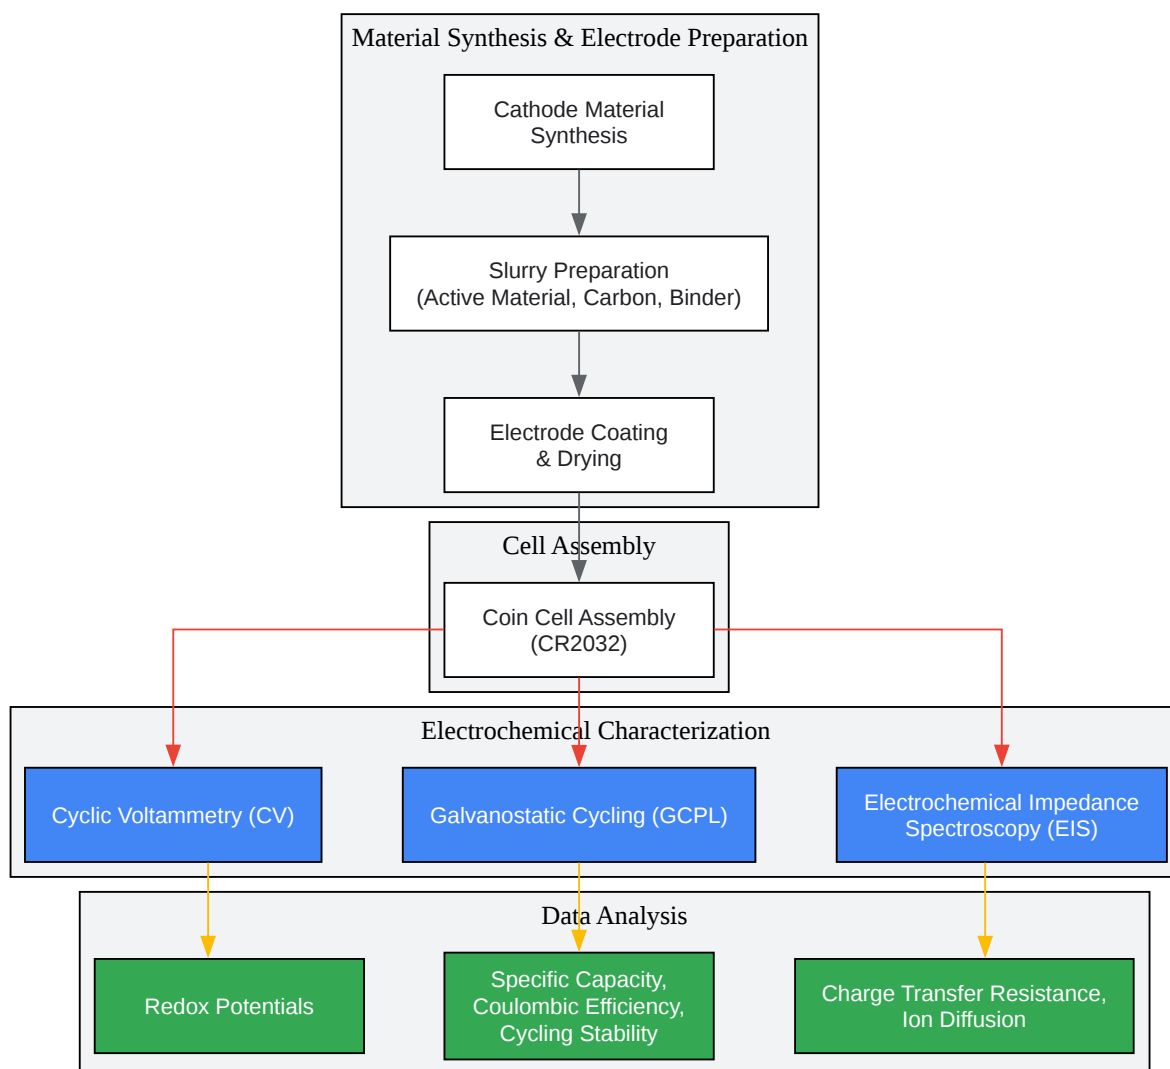 Material Synthesis & Electrode Preparation
Cathode Material
Synthesis
Slurry Preparation
(Active Material, Carbon, Binder)
Electrode Coating
& Drying
Cell Assembly
Coin Cell Assembly
(CR2032)
Electrochemical Characterization
Cyclic Voltammetry (CV)
Galvanostatic Cycling (GCPL)
Electrochemical Impedance
Spectroscopy (EIS)
Data Analysis
Redox Potentials
Specific Capacity,
Coulombic Efficiency,
Cycling Stability
Charge Transfer Resistance,
Ion Diffusion